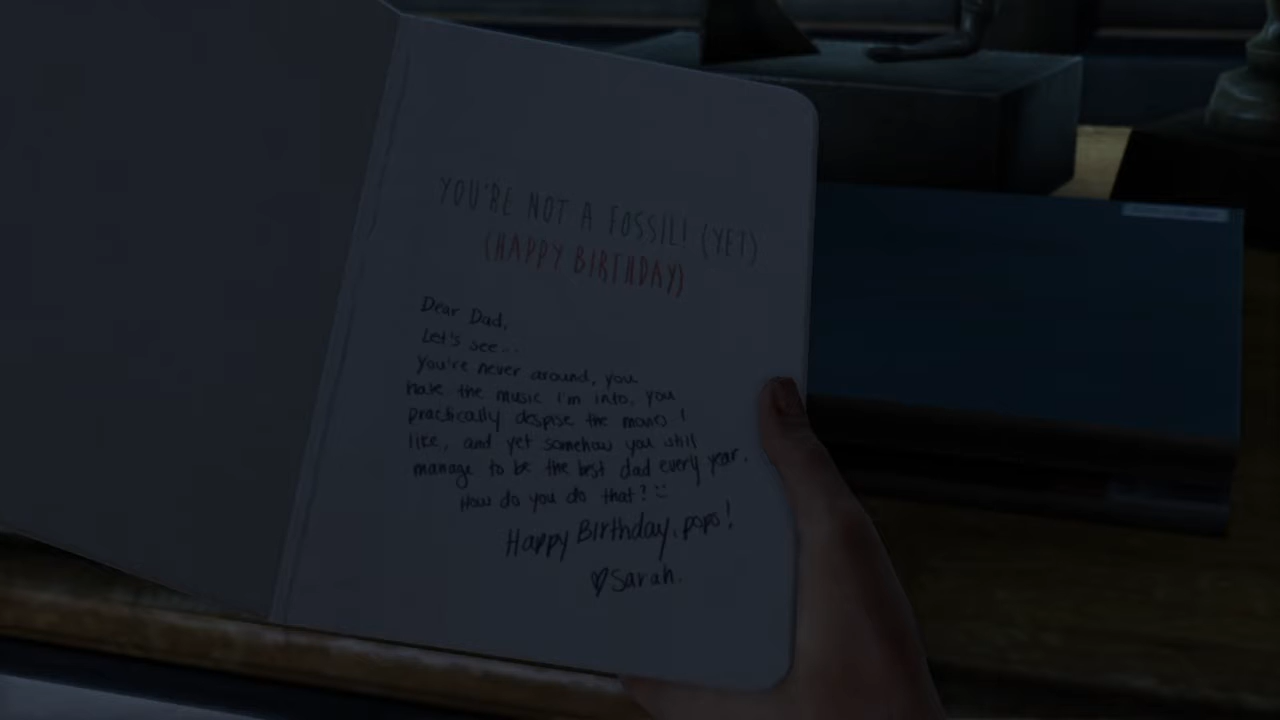 YOU'RE NOT A FOSSIL! (YET)
(HAPPY BIRTHDAY)
Dear Dad,
Let's see...
You're never around, you
hate the music I'm into, you
practically despise the movies I
like, and yet somehow you still
manage to be the best dad every year.
How do you do that? :)
Happy Birthday, pops!
♡Sarah.